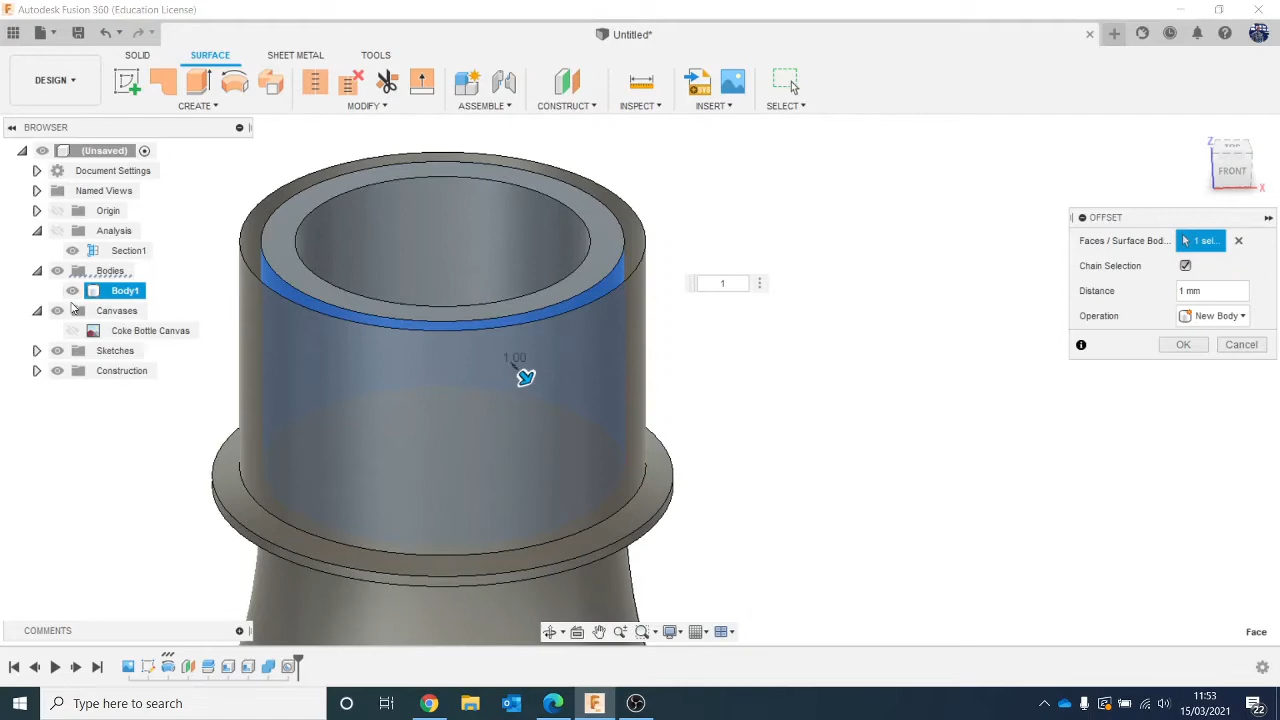 Autodesk Fusion 360 (Education License)
Untitled*
SOLID SURFACE SHEET METAL TOOLS
DESIGN
CREATE MODIFY ASSEMBLE CONSTRUCT INSPECT INSERT SELECT
BROWSER
(Unsaved)
Document Settings
Named Views
Origin
Analysis
Section1
Bodies
Body1
Canvases
Coke Bottle Canvas
Sketches
Construction
1.00
1
TOP
FRONT
Z
X
OFFSET
Faces / Surface Bod... 1 sel...
Chain Selection
Distance 1 mm
Operation New Body
OK Cancel
COMMENTS
Face
Type here to search
11:53
15/03/2021
22